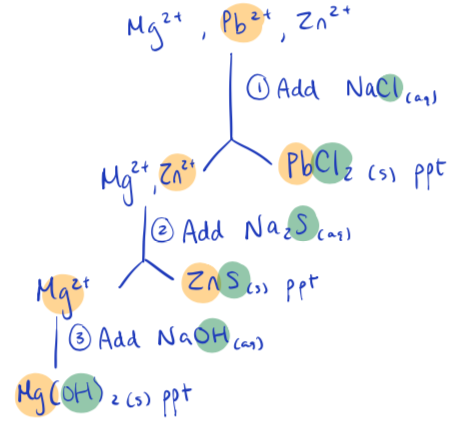 Mg²⁺ , Pb²⁺ , Zn²⁺
① Add NaCl (aq)
Mg²⁺, Zn²⁺ PbCl₂ (s) ppt
② Add Na₂S (aq)
Mg²⁺ ZnS (s) ppt
③ Add NaOH (aq)
Mg(OH)₂ (s) ppt